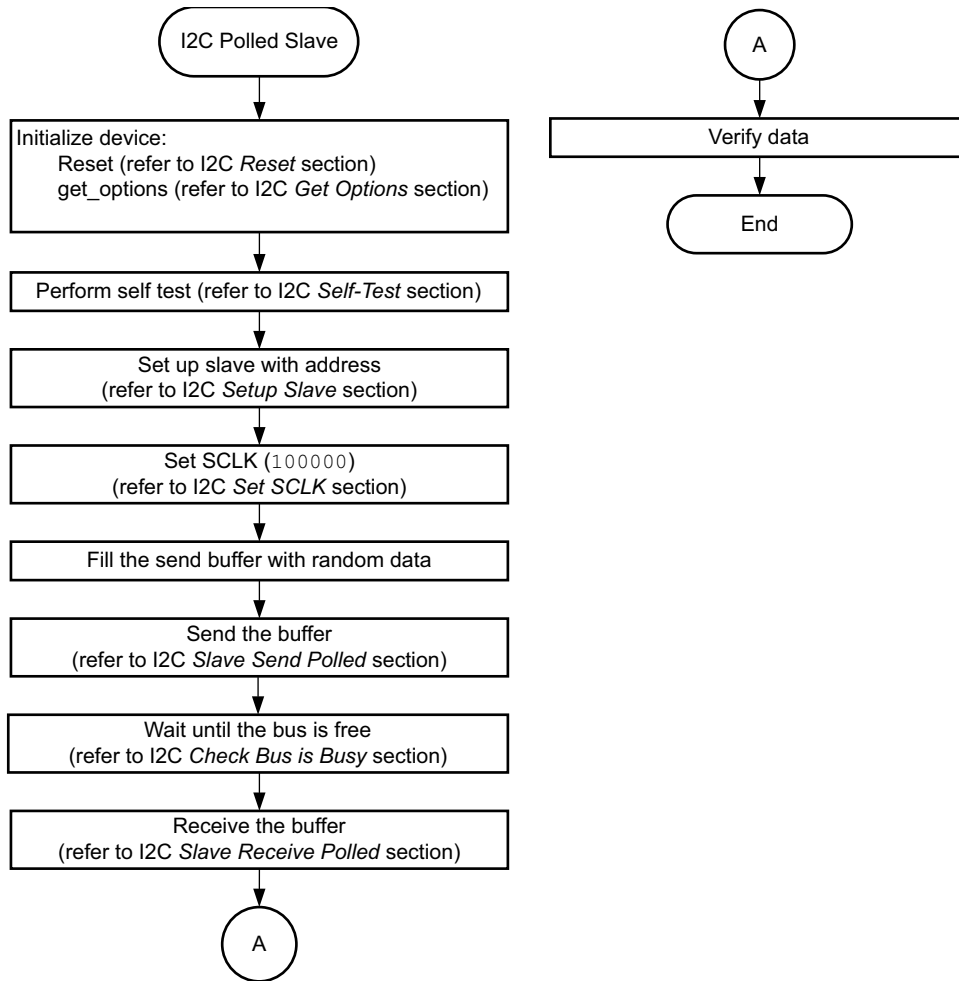 I2C Polled Slave
Initialize device:
Reset (refer to I2C Reset section)
get_options (refer to I2C Get Options section)
Perform self test (refer to I2C Self-Test section)
Set up slave with address
(refer to I2C Setup Slave section)
Set SCLK (100000)
(refer to I2C Set SCLK section)
Fill the send buffer with random data
Send the buffer
(refer to I2C Slave Send Polled section)
Wait until the bus is free
(refer to I2C Check Bus is Busy section)
Receive the buffer
(refer to I2C Slave Receive Polled section)
A
A
Verify data
End